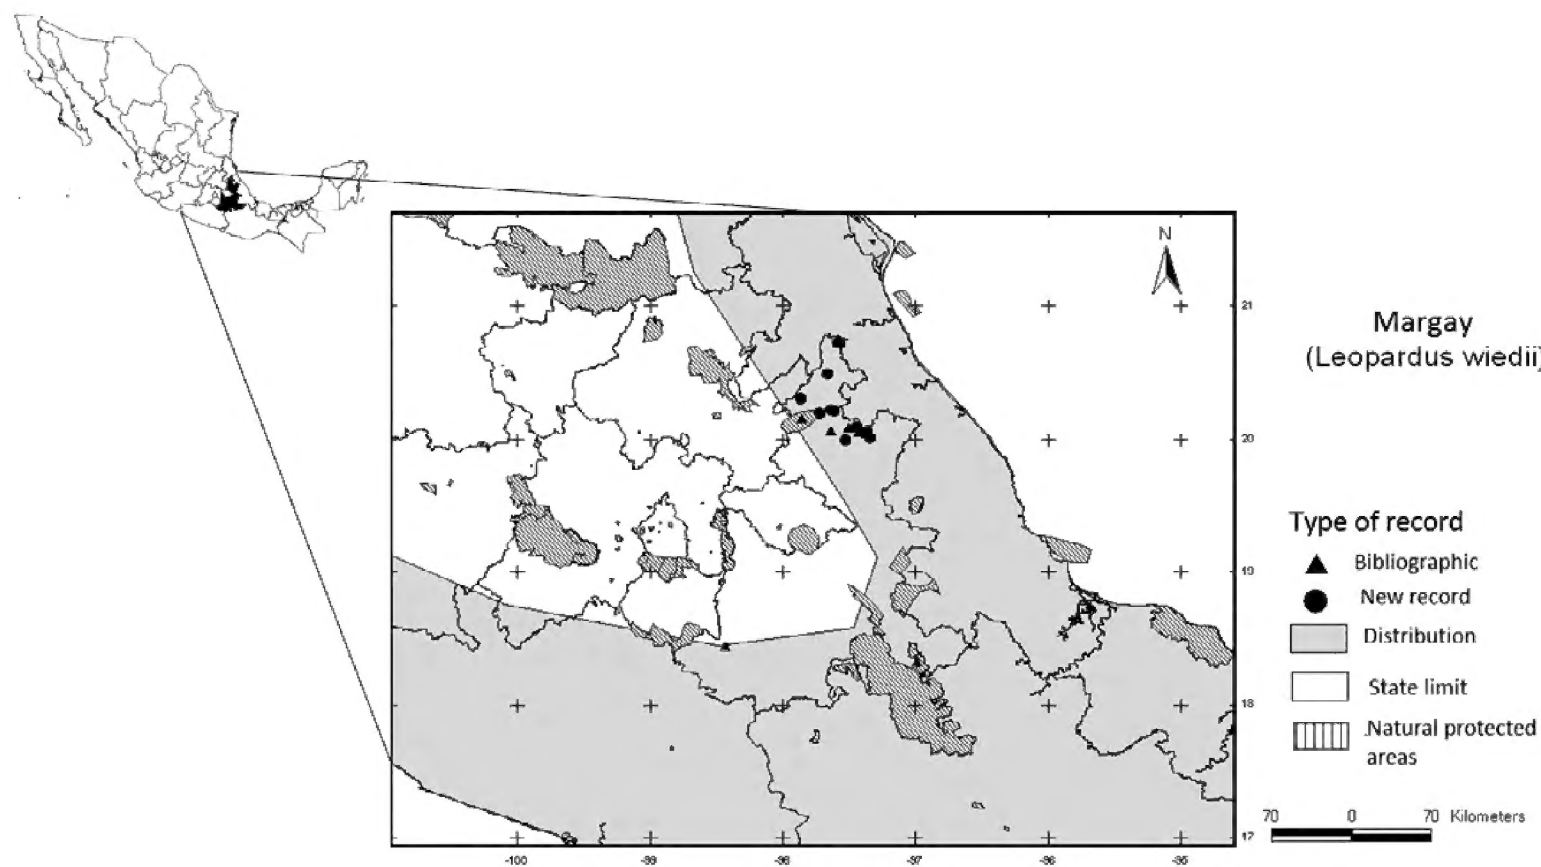 N
21
20
19
18
17
-100
-99
-98
-97
-96
-95
Margay
(Leopardus wiedii)
Type of record
Bibliographic
New record
Distribution
State limit
Natural protected
areas
70 0 70 Kilometers